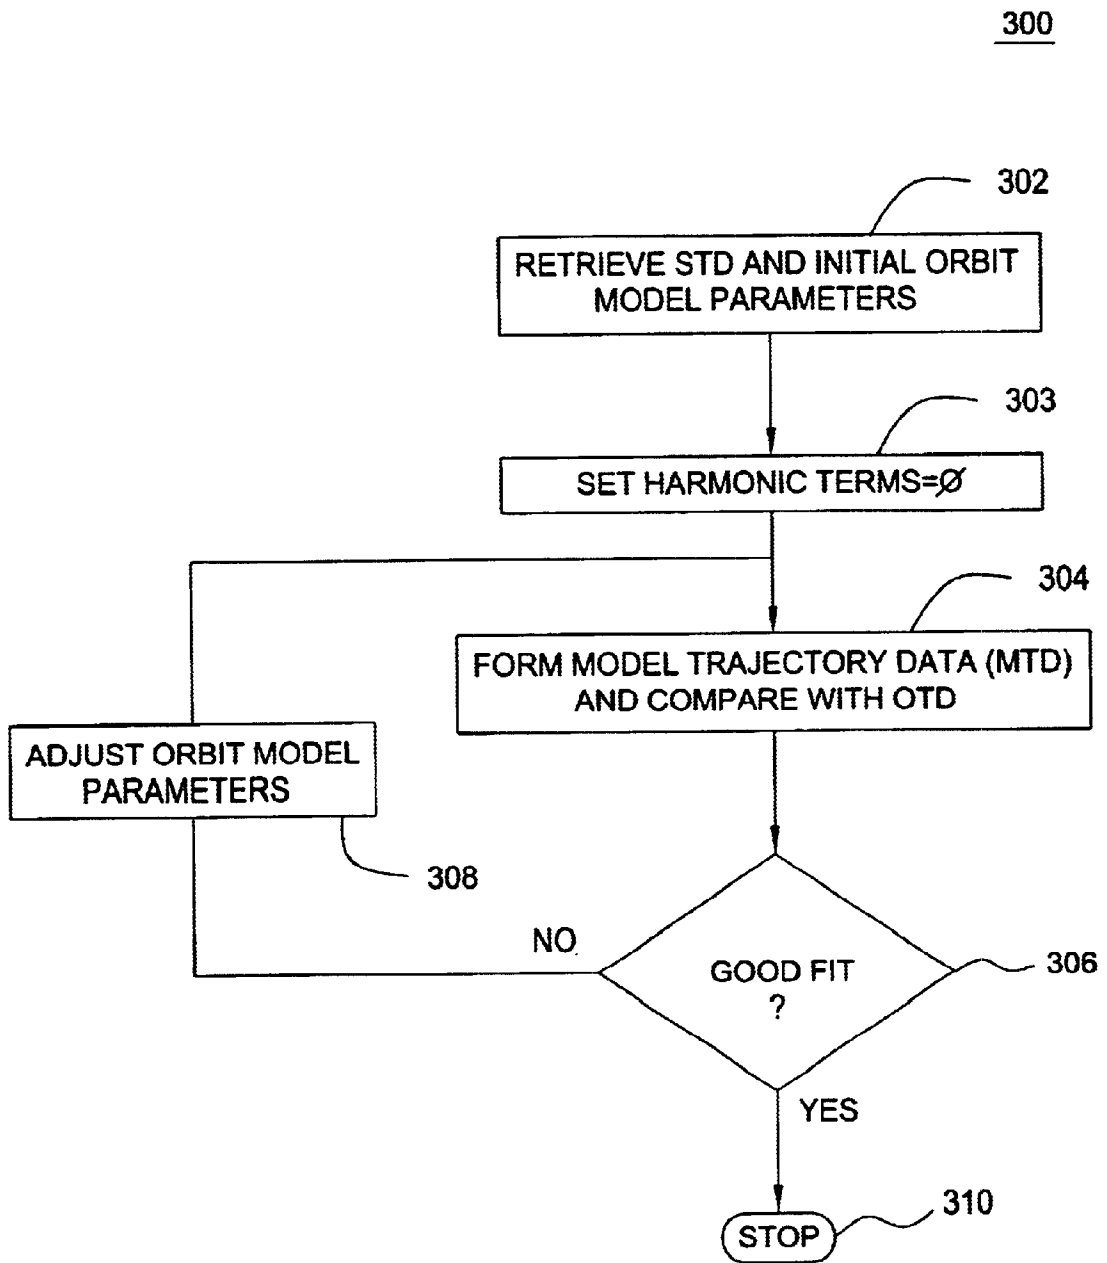 300
302
RETRIEVE STD AND INITIAL ORBIT
MODEL PARAMETERS
303
SET HARMONIC TERMS=Ø
304
FORM MODEL TRAJECTORY DATA (MTD)
AND COMPARE WITH OTD
ADJUST ORBIT MODEL
PARAMETERS
308
NO
GOOD FIT
?
306
YES
310
STOP